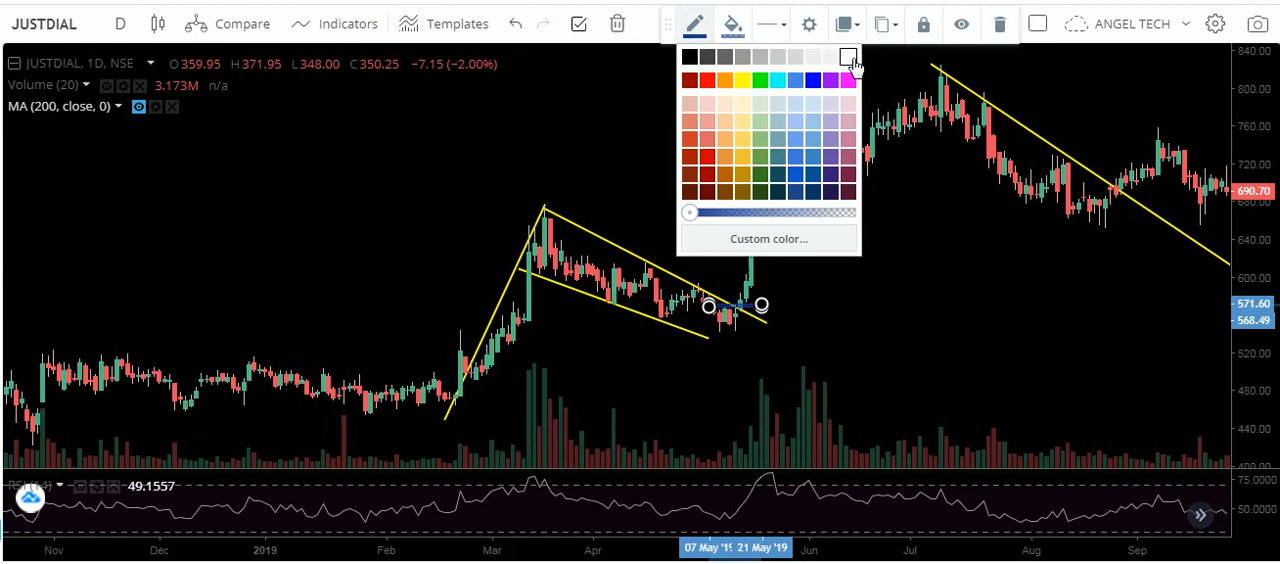 JUSTDIAL D Compare Indicators Templates ANGEL TECH
JUSTDIAL, 1D, NSE O 359.95 H 371.95 L 348.00 C 350.25 −7.15 (−2.00%)
Volume (20) 3.173M n/a
MA (200, close, 0)
Custom color...
840.00
800.00
760.00
720.00
690.70
680.00
640.00
600.00
571.60
568.49
520.00
480.00
440.00
400.00
RSI (14) 49.1557
75.0000
50.0000
Nov Dec 2019 Feb Mar Apr 07 May '19 21 May '19 Jun Jul Aug Sep